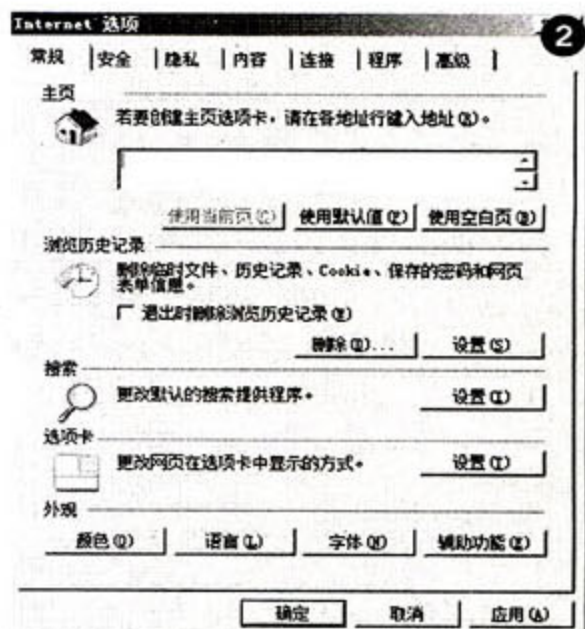 Internet 选项
2
常规 安全 隐私 内容 连接 程序 高级
主页
若要创建主页选项卡，请在各地址行键入地址(R)。
使用当前页(C) 使用默认值(F) 使用空白页(B)
浏览历史记录
删除临时文件、历史记录、Cookie、保存的密码和网页
表单信息。
退出时删除浏览历史记录(W)
删除(D)... 设置(S)
搜索
更改默认的搜索提供程序。 设置(I)
选项卡
更改网页在选项卡中显示的方式。 设置(T)
外观
颜色(O) 语言(L) 字体(N) 辅助功能(E)
确定 取消 应用(A)